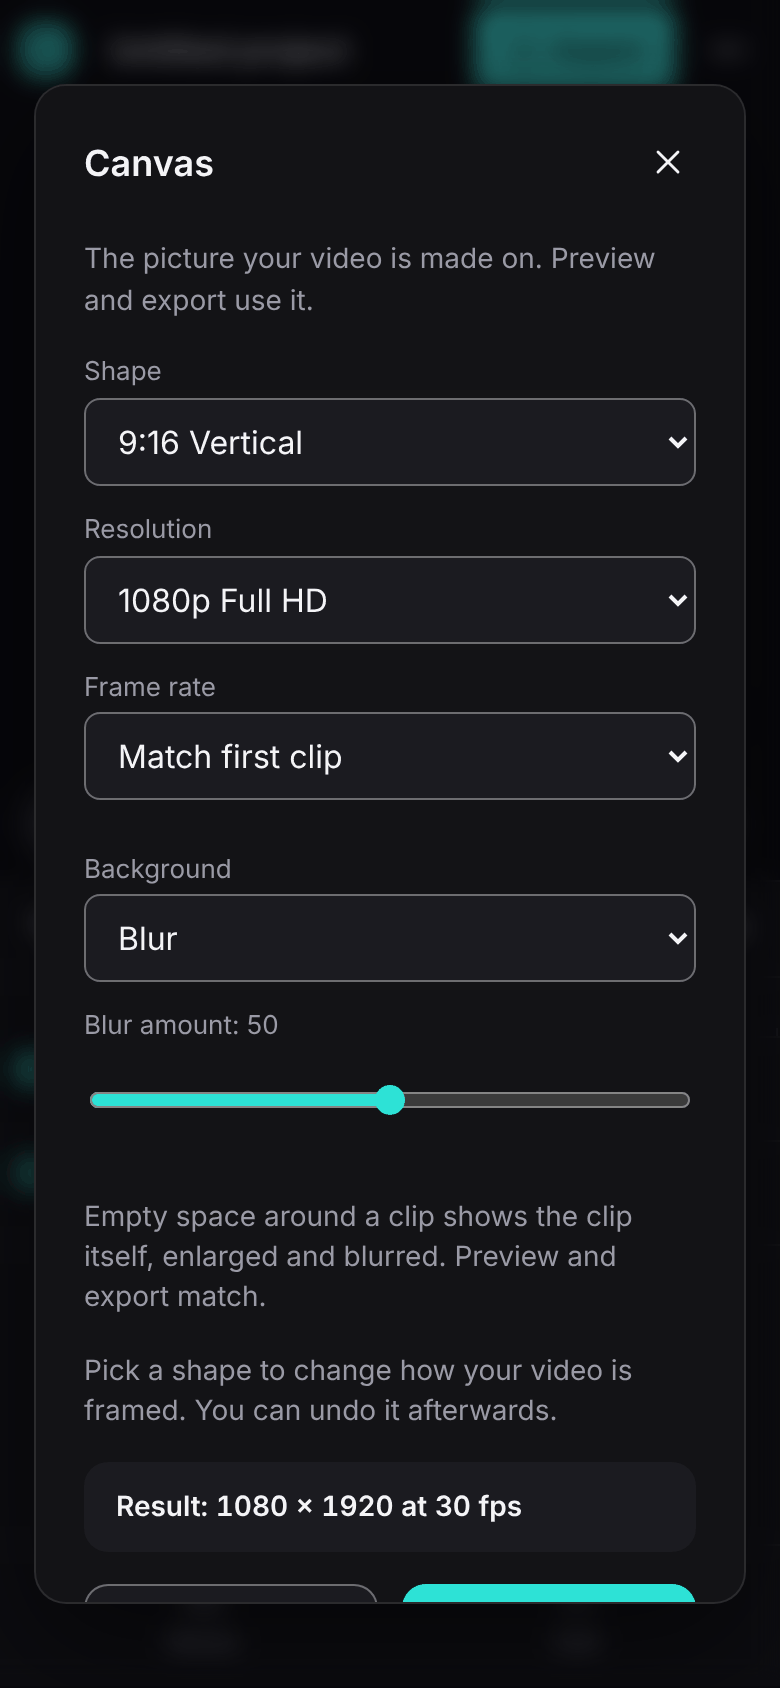 Canvas
The picture your video is made on. Preview
and export use it.
Shape
9:16 Vertical
Resolution
1080p Full HD
Frame rate
Match first clip
Background
Blur
Blur amount: 50
Empty space around a clip shows the clip
itself, enlarged and blurred. Preview and
export match.
Pick a shape to change how your video is
framed. You can undo it afterwards.
Result: 1080 × 1920 at 30 fps